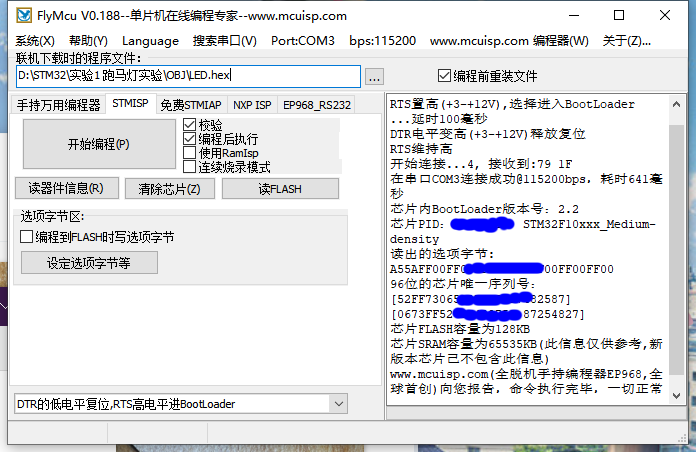 FlyMcu V0.188--单片机在线编程专家--www.mcuisp.com
系统(X) 帮助(Y) Language 搜索串口(V) Port:COM3 bps:115200 www.mcuisp.com 编程器(W) 关于(Z)...
联机下载时的程序文件:
D:\STM32\实验1 跑马灯实验\OBJ\LED.hex
...
编程前重装文件
手持万用编程器 STMISP 免费STMIAP NXP ISP EP968_RS232
开始编程(P)
校验
编程后执行
使用RamIsp
连续烧录模式
读器件信息(R) 清除芯片(Z) 读FLASH
选项字节区:
编程到FLASH时写选项字节
设定选项字节等
DTR的低电平复位,RTS高电平进BootLoader
RTS置高(+3-+12V),选择进入BootLoader
...延时100毫秒
DTR电平变高(+3-+12V)释放复位
RTS维持高
开始连接...4, 接收到:79 1F
在串口COM3连接成功@115200bps, 耗时641毫
秒
芯片内BootLoader版本号: 2.2
芯片PID: STM32F10xxx_Medium-
density
读出的选项字节:
A55AFF00FF0 00FF00FF00
96位的芯片唯一序列号:
[52FF7306 82587]
[0673FF52 87254827]
芯片FLASH容量为128KB
芯片SRAM容量为65535KB(此信息仅供参考,新
版本芯片已不包含此信息)
www.mcuisp.com(全脱机手持编程器EP968,全
球首创)向您报告, 命令执行完毕, 一切正常